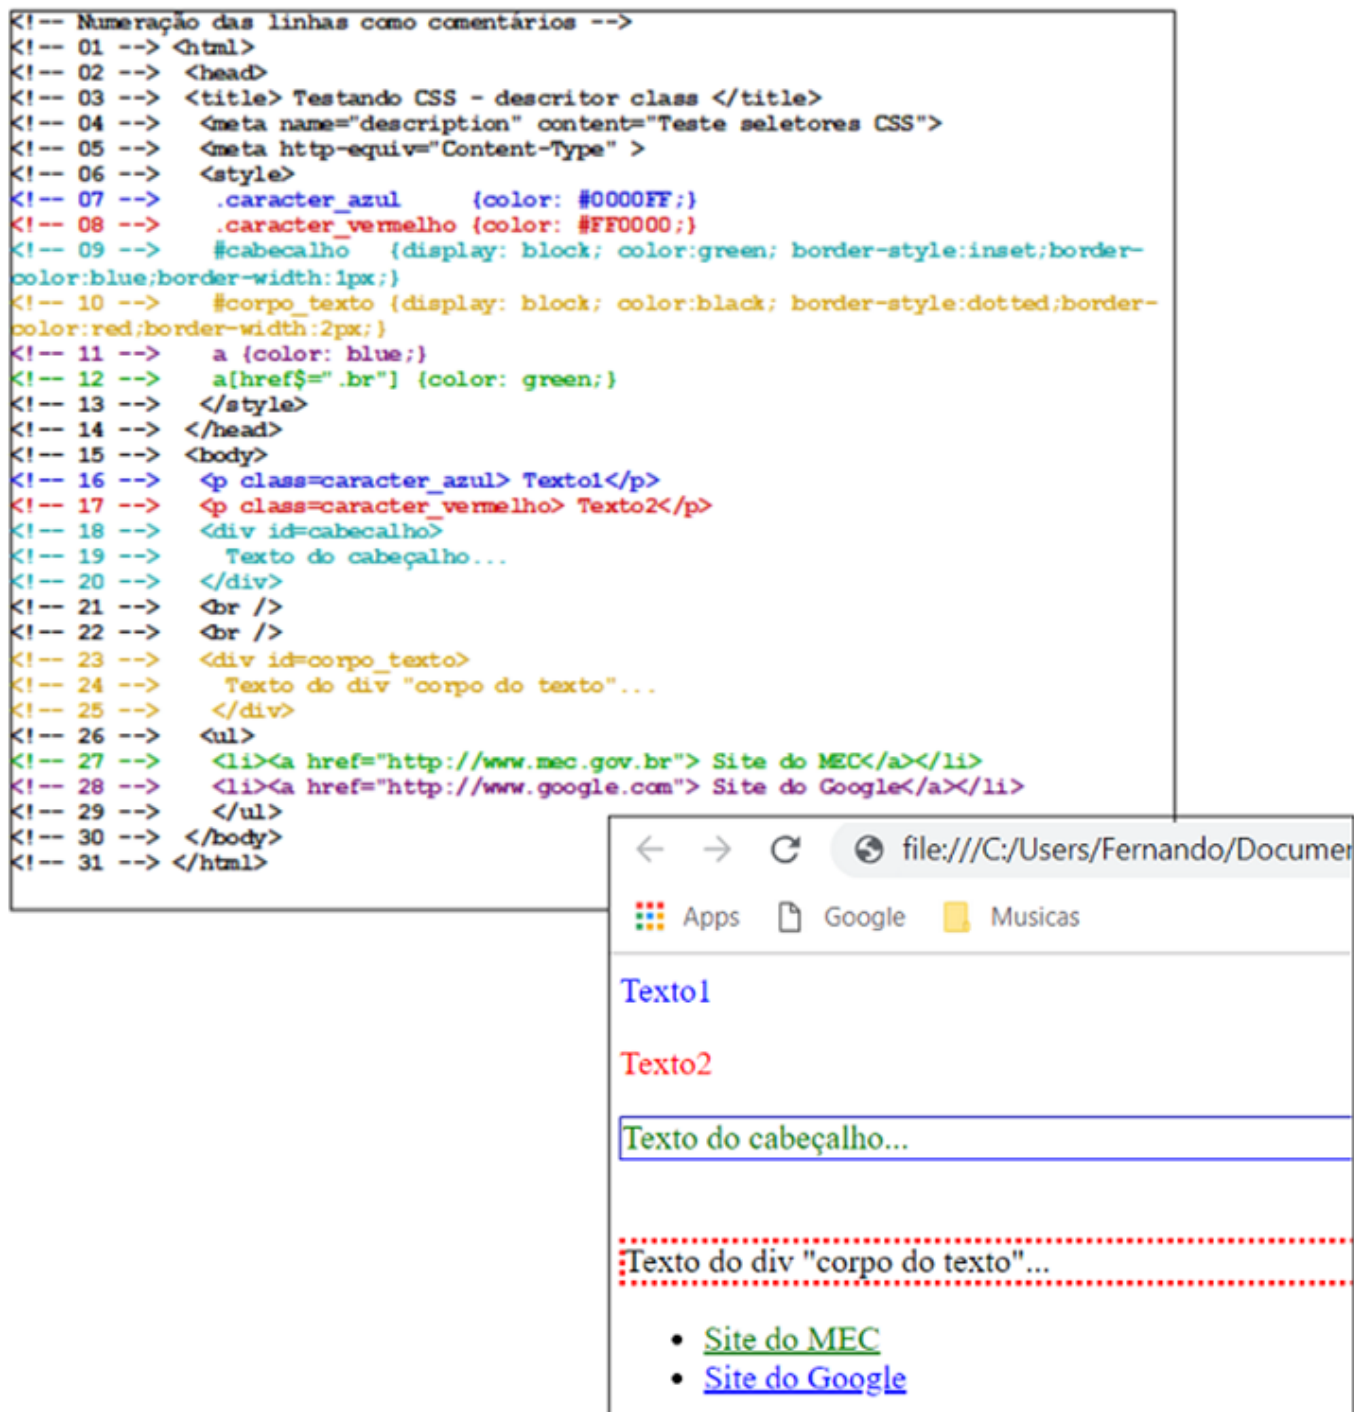 <!-- Numeração das linhas como comentários -->
<!-- 01 --> <html>
<!-- 02 -->  <head>
<!-- 03 -->  <title> Testando CSS - descritor class </title>
<!-- 04 -->   <meta name="description" content="Teste seletores CSS">
<!-- 05 -->   <meta http-equiv="Content-Type" >
<!-- 06 -->   <style>
<!-- 07 -->    .caracter_azul     {color: #0000FF;}
<!-- 08 -->    .caracter_vermelho {color: #FF0000;}
<!-- 09 -->    #cabecalho   {display: block; color:green; border-style:inset;border-
color:blue;border-width:1px;}
<!-- 10 -->    #corpo_texto {display: block; color:black; border-style:dotted;border-
color:red;border-width:2px;}
<!-- 11 -->    a {color: blue;}
<!-- 12 -->    a[href$=".br"] {color: green;}
<!-- 13 -->   </style>
<!-- 14 -->  </head>
<!-- 15 -->  <body>
<!-- 16 -->   <p class=caracter_azul> Texto1</p>
<!-- 17 -->   <p class=caracter_vermelho> Texto2</p>
<!-- 18 -->   <div id=cabecalho>
<!-- 19 -->     Texto do cabeçalho...
<!-- 20 -->   </div>
<!-- 21 -->   <br />
<!-- 22 -->   <br />
<!-- 23 -->   <div id=corpo_texto>
<!-- 24 -->     Texto do div "corpo do texto"...
<!-- 25 -->    </div>
<!-- 26 -->   <ul>
<!-- 27 -->    <li><a href="http://www.mec.gov.br"> Site do MEC</a></li>
<!-- 28 -->    <li><a href="http://www.google.com"> Site do Google</a></li>
<!-- 29 -->    </ul>
<!-- 30 -->  </body>
<!-- 31 --> </html>
file:///C:/Users/Fernando/Documen
Apps Google Musicas
Texto1
Texto2
Texto do cabeçalho...
Texto do div "corpo do texto"...
• Site do MEC
• Site do Google